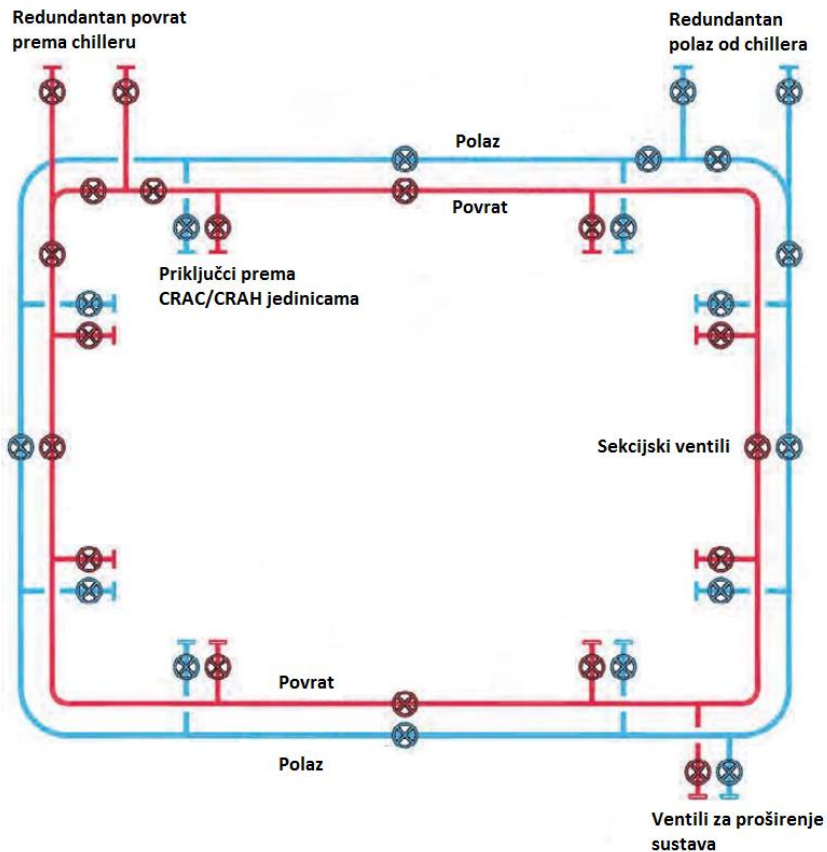 Redundantan povrat
prema chilleru
Redundantan
polaz od chillera
Polaz
Povrat
Priključci prema
CRAC/CRAH jedinicama
Sekcijski ventili
Povrat
Polaz
Ventili za proširenje
sustava